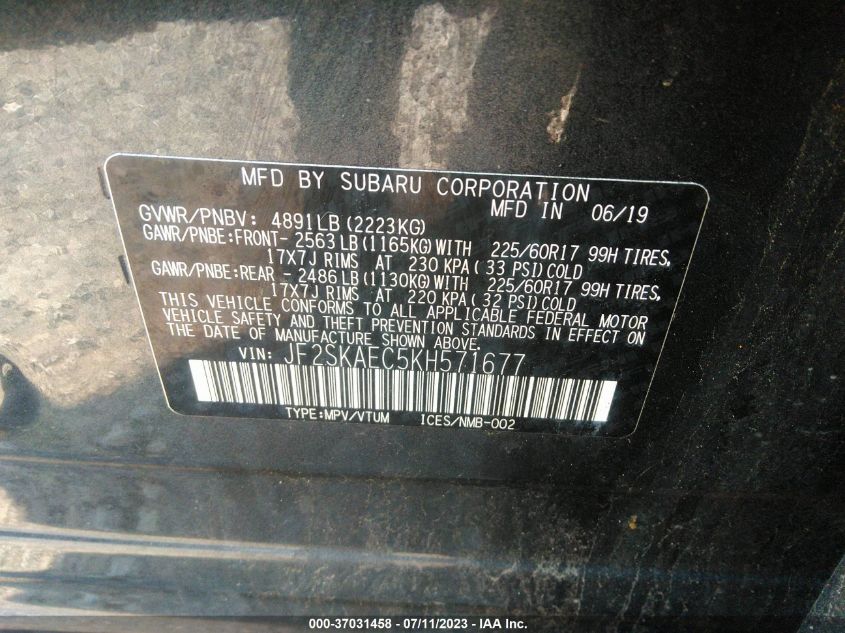 MFD BY SUBARU CORPORATION
GVWR/PNBV: 4891LB (2223KG) MFD IN 06/19
GAWR/PNBE:FRONT- 2563LB(1165KG)WITH 225/60R17 99H TIRES,
17X7J RIMS AT 230 KPA( 33 PSI)COLD
GAWR/PNBE:REAR - 2486LB(1130KG)WITH 225/60R17 99H TIRES,
17X7J RIMS AT 220 KPA( 32 PSI)COLD
THIS VEHICLE CONFORMS TO ALL APPLICABLE FEDERAL MOTOR
VEHICLE SAFETY AND THEFT PREVENTION STANDARDS IN EFFECT ON
THE DATE OF MANUFACTURE SHOWN ABOVE.
VIN: JF2SKAEC5KH571677
TYPE:MPV/VTUM ICES/NMB-002
000-37031458 - 07/11/2023 - © IAA Inc.